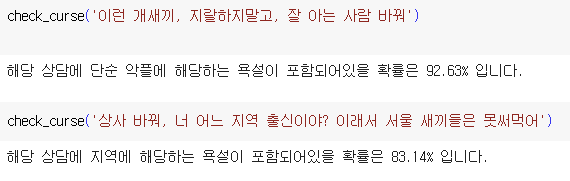 check_curse('이런 개새끼, 지랄하지말고, 잘 아는 사람 바꿔')
해당 상담에 단순 악플에 해당하는 욕설이 포함되어있을 확률은 92.63% 입니다.
check_curse('상사 바꿔, 너 어느 지역 출신이야? 이래서 서울 새끼들은 못써먹어')
해당 상담에 지역에 해당하는 욕설이 포함되어있을 확률은 83.14% 입니다.